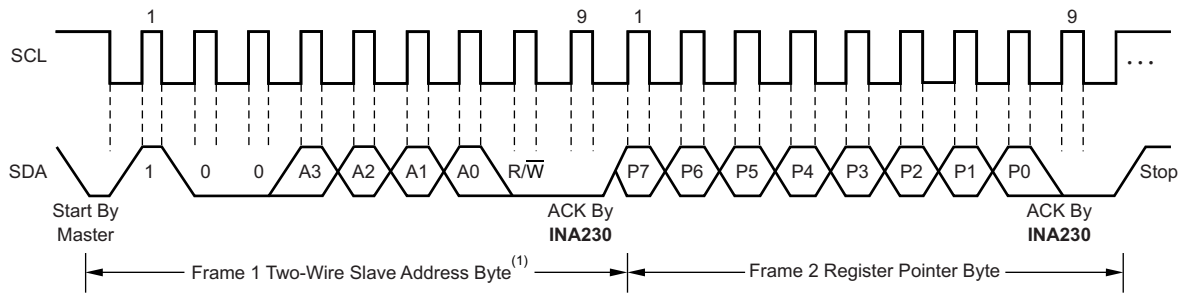 1 9 1 9
SCL
...
SDA 1 0 0 A3 A2 A1 A0 R/W̅ P7 P6 P5 P4 P3 P2 P1 P0 Stop
Start By
Master
ACK By
INA230
ACK By
INA230
Frame 1 Two-Wire Slave Address Byte(1)
Frame 2 Register Pointer Byte